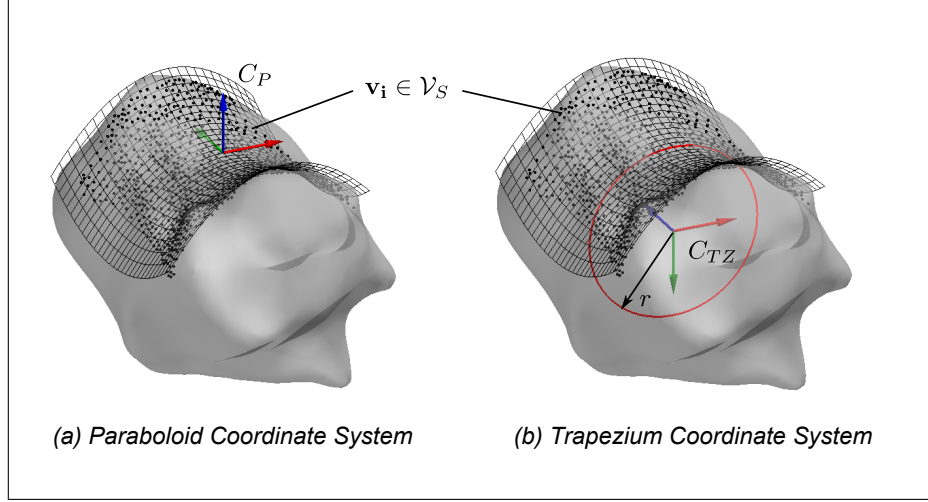 C_P
v_i ∈ V_S
C_TZ
r
(a) Paraboloid Coordinate System
(b) Trapezium Coordinate System